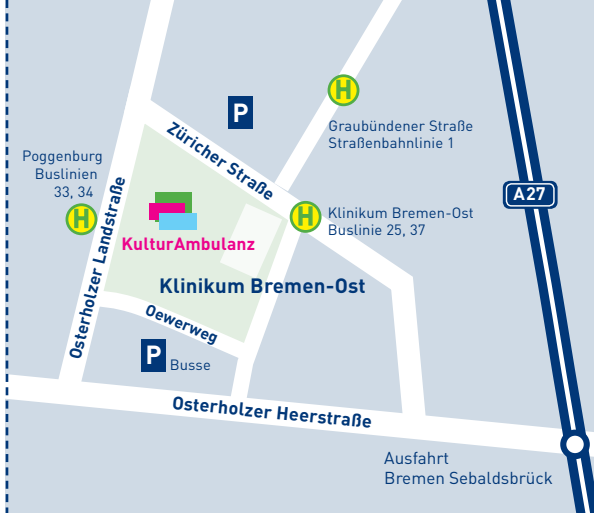 P
Züricher Straße
H
Graubündener Straße
Straßenbahnlinie 1
Poggenburg
Buslinien
33, 34
H
Osterholzer Landstraße
A27
H
Klinikum Bremen-Ost
Buslinie 25, 37
KulturAmbulanz
Klinikum Bremen-Ost
Oewerweg
P
Busse
Osterholzer Heerstraße
Ausfahrt
Bremen Sebaldsbrück